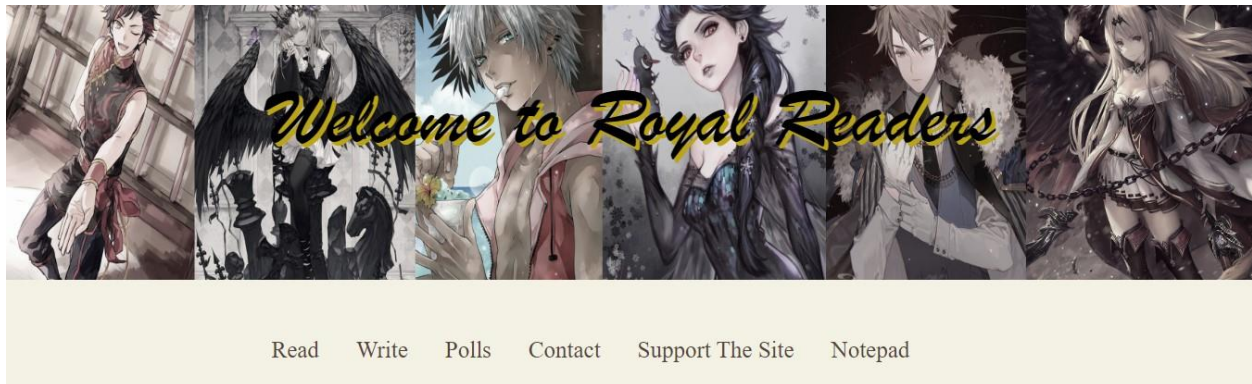 Welcome to Royal Readers
Read Write Polls Contact Support The Site Notepad